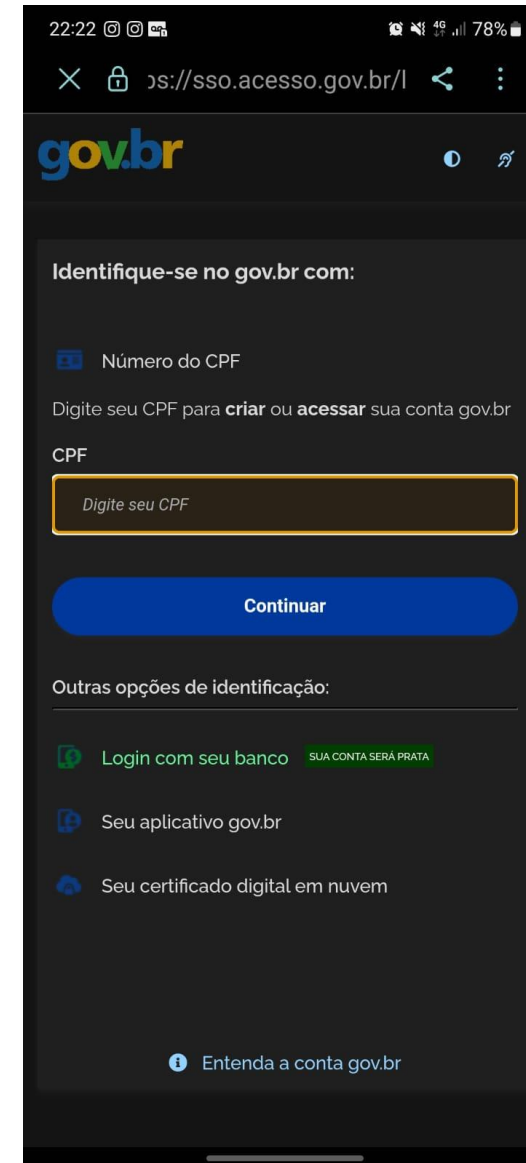 22:22 4G 78%
ps://sso.acesso.gov.br/l
gov.br
Identifique-se no gov.br com:
Número do CPF
Digite seu CPF para criar ou acessar sua conta gov.br
CPF
Digite seu CPF
Continuar
Outras opções de identificação:
Login com seu banco SUA CONTA SERÁ PRATA
Seu aplicativo gov.br
Seu certificado digital em nuvem
Entenda a conta gov.br